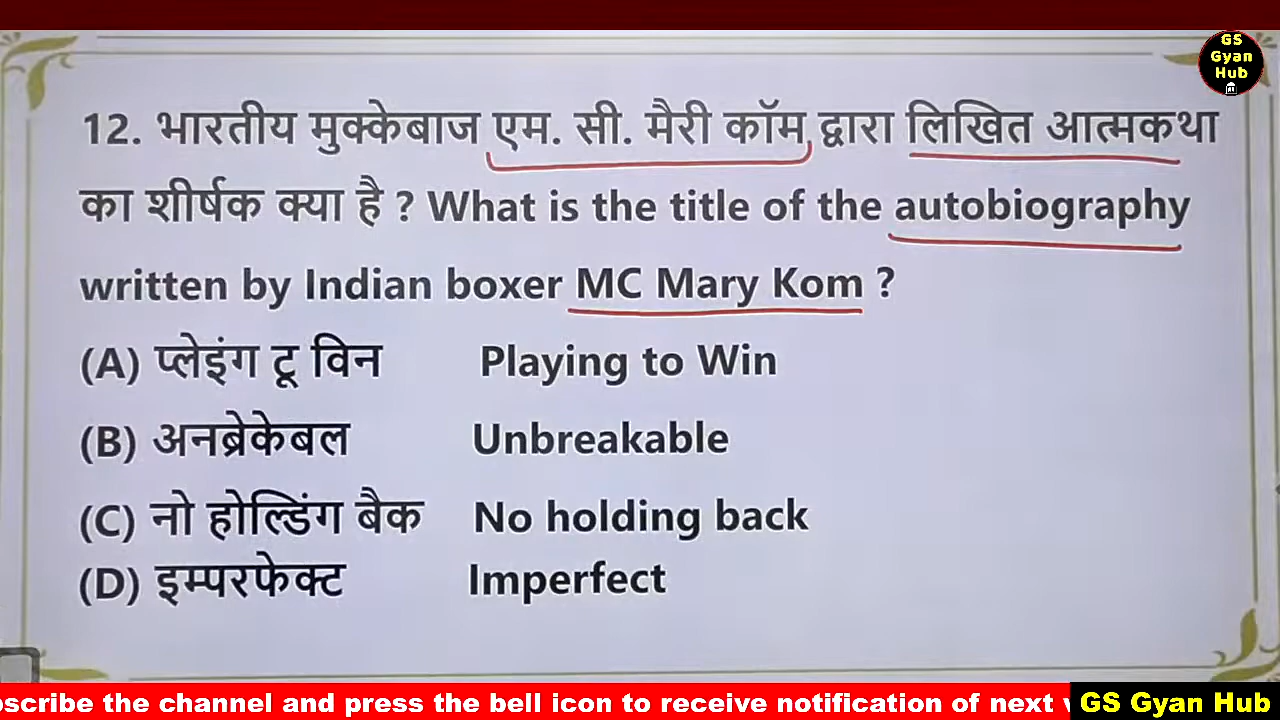 GS
Gyan
Hub
12. भारतीय मुक्केबाज एम. सी. मैरी कॉम द्वारा लिखित आत्मकथा
का शीर्षक क्या है ? What is the title of the autobiography
written by Indian boxer MC Mary Kom ?
(A) प्लेइंग टू विन Playing to Win
(B) अनब्रेकेबल Unbreakable
(C) नो होल्डिंग बैक No holding back
(D) इम्परफेक्ट Imperfect
scribe the channel and press the bell icon to receive notification of next GS Gyan Hub